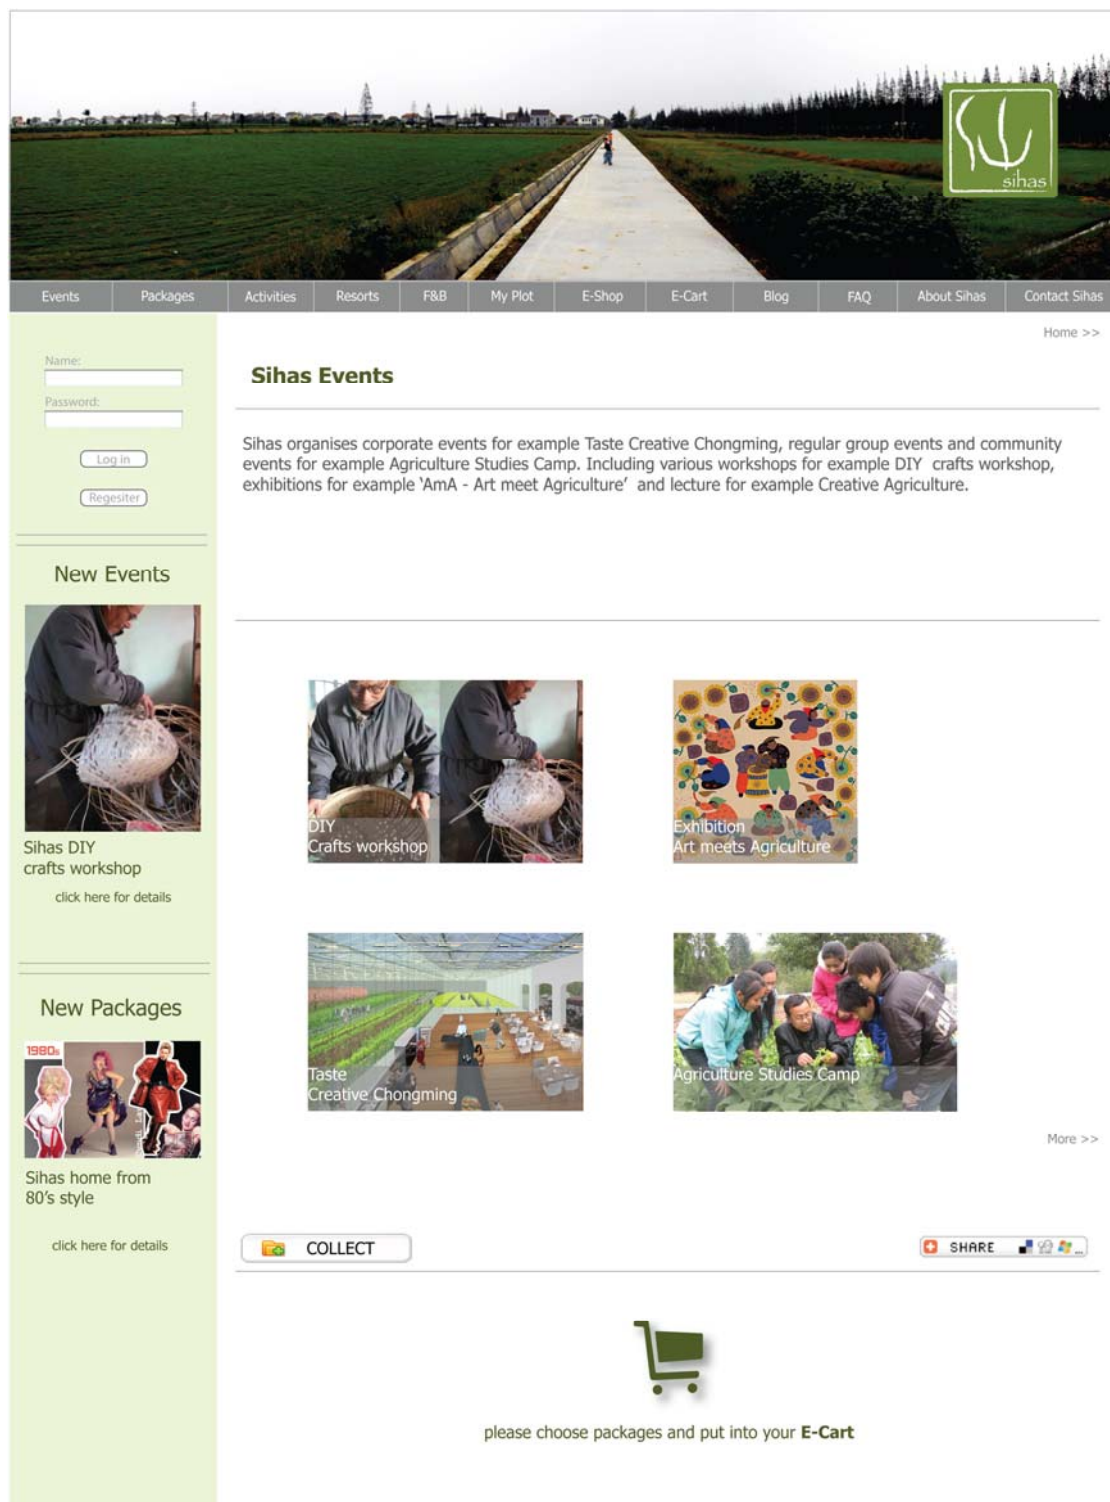 sihas
Events Packages Activities Resorts F&B My Plot E-Shop E-Cart Blog FAQ About Sihas Contact Sihas
Home >>
Name:
Password:
Log in
Regesiter
New Events
Sihas DIY
crafts workshop
click here for details
New Packages
1980s
Sihas home from
80's style
click here for details
Sihas Events
Sihas organises corporate events for example Taste Creative Chongming, regular group events and community
events for example Agriculture Studies Camp. Including various workshops for example DIY  crafts workshop,
exhibitions for example ‘AmA - Art meet Agriculture’  and lecture for example Creative Agriculture.
DIY
Crafts workshop
Exhibition
Art meets Agriculture
Taste
Creative Chongming
Agriculture Studies Camp
More >>
COLLECT
SHARE
please choose packages and put into your E-Cart